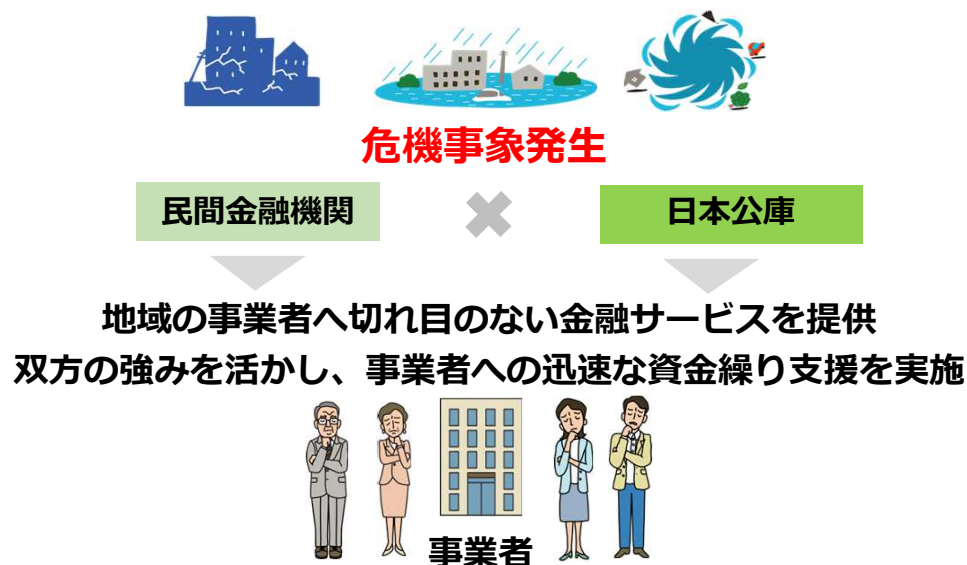 危機事象発生
民間金融機関
日本公庫
地域の事業者へ切れ目のない金融サービスを提供
双方の強みを活かし、事業者への迅速な資金繰り支援を実施
事業者